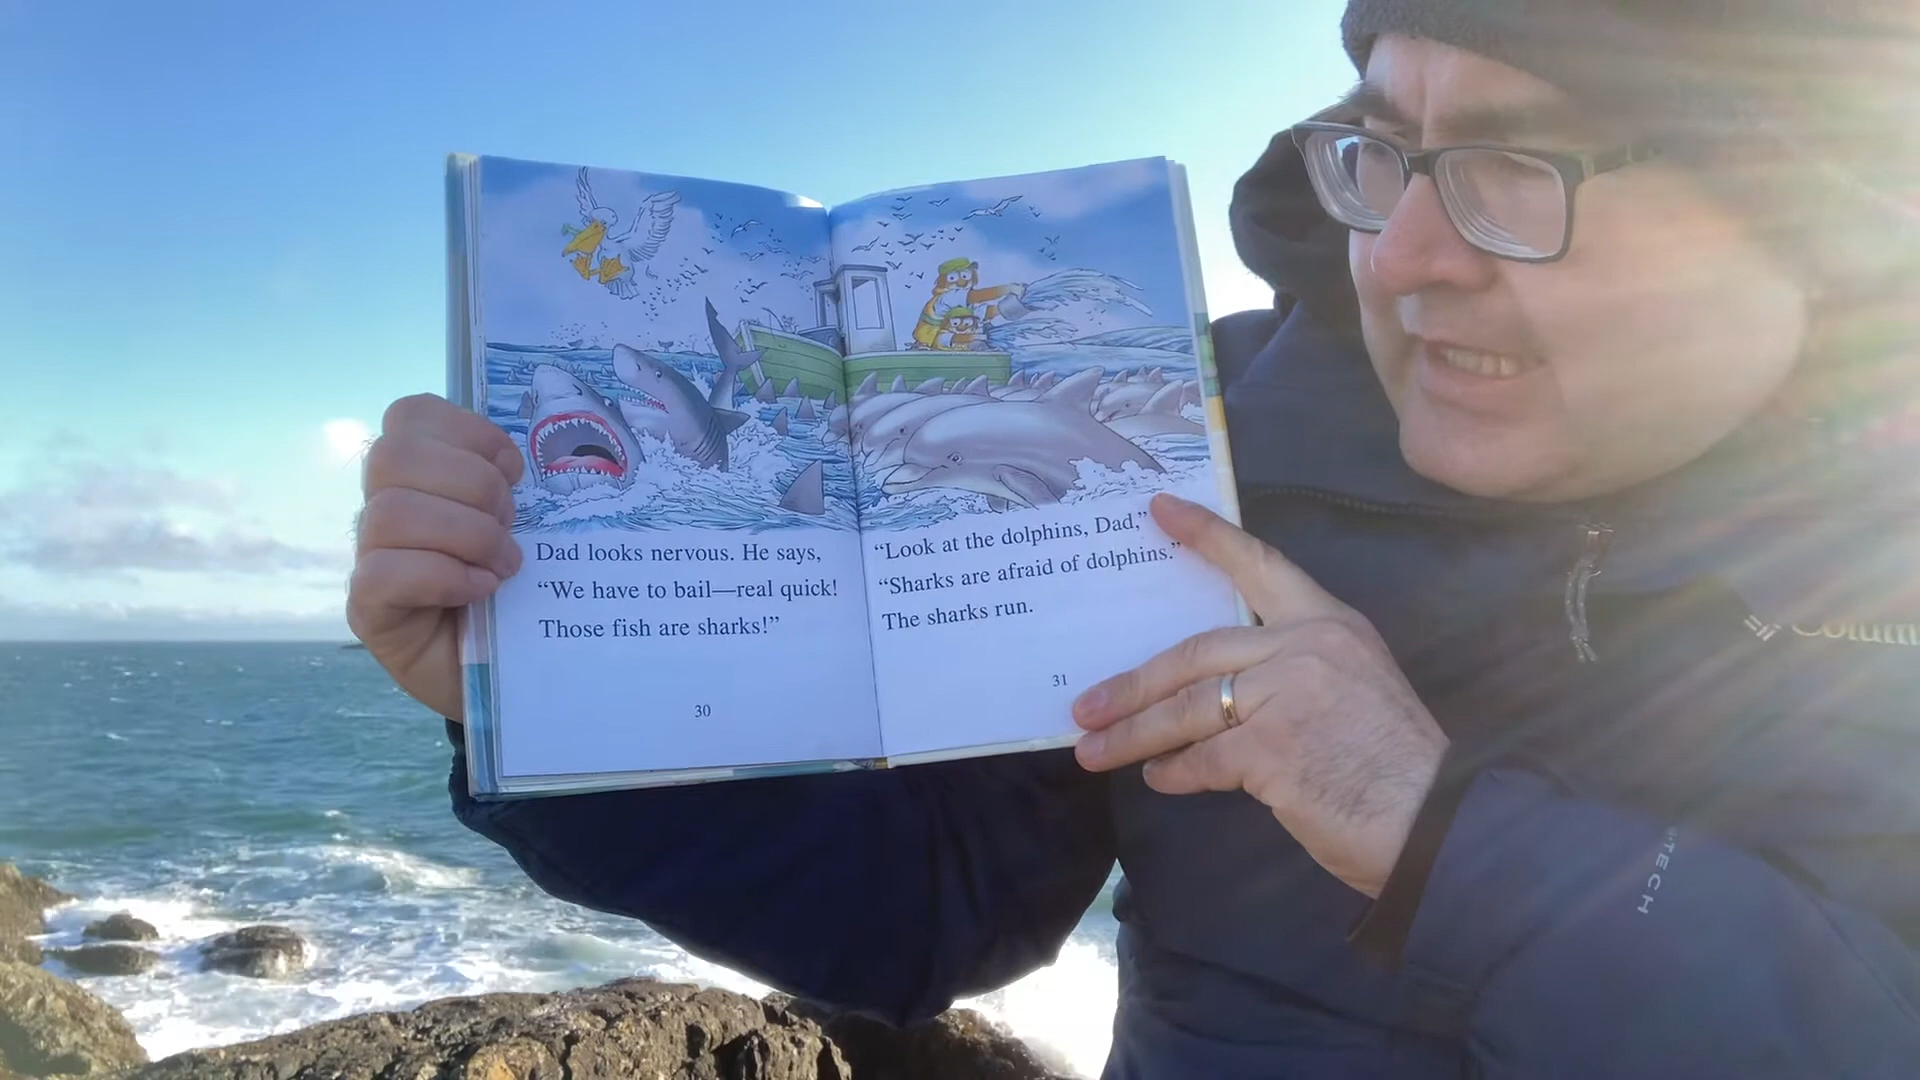 Dad looks nervous. He says,
“We have to bail—real quick!
Those fish are sharks!”
30
“Look at the dolphins, Dad,”
“Sharks are afraid of dolphins.”
The sharks run.
31